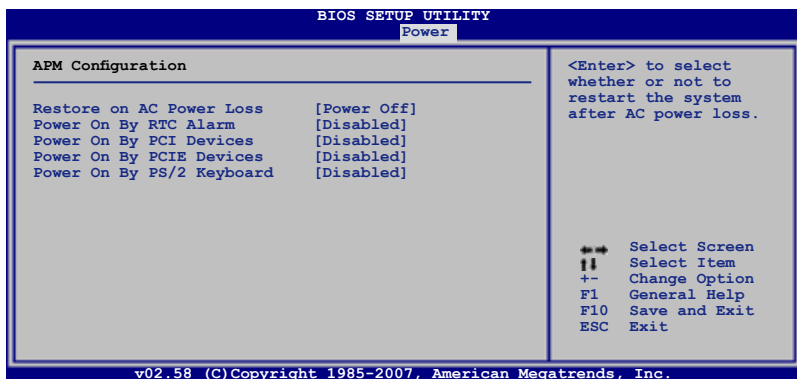 BIOS SETUP UTILITY
Power
APM Configuration
Restore on AC Power Loss [Power Off]
Power On By RTC Alarm [Disabled]
Power On By PCI Devices [Disabled]
Power On By PCIE Devices [Disabled]
Power On By PS/2 Keyboard [Disabled]
<Enter> to select
whether or not to
restart the system
after AC power loss.
←→ Select Screen
↑↓ Select Item
+- Change Option
F1 General Help
F10 Save and Exit
ESC Exit
v02.58 (C)Copyright 1985-2007, American Megatrends, Inc.